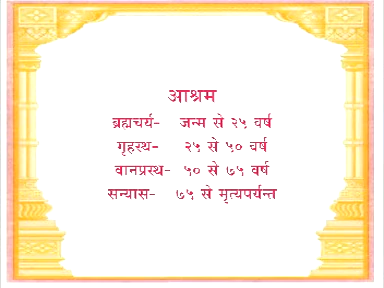 आश्रम
ब्रह्मचर्य- जन्म से २५ वर्ष
गृहस्थ- २५ से ५० वर्ष
वानप्रस्थ- ५० से ७५ वर्ष
सन्यास- ७५ से मृत्यपर्यन्त